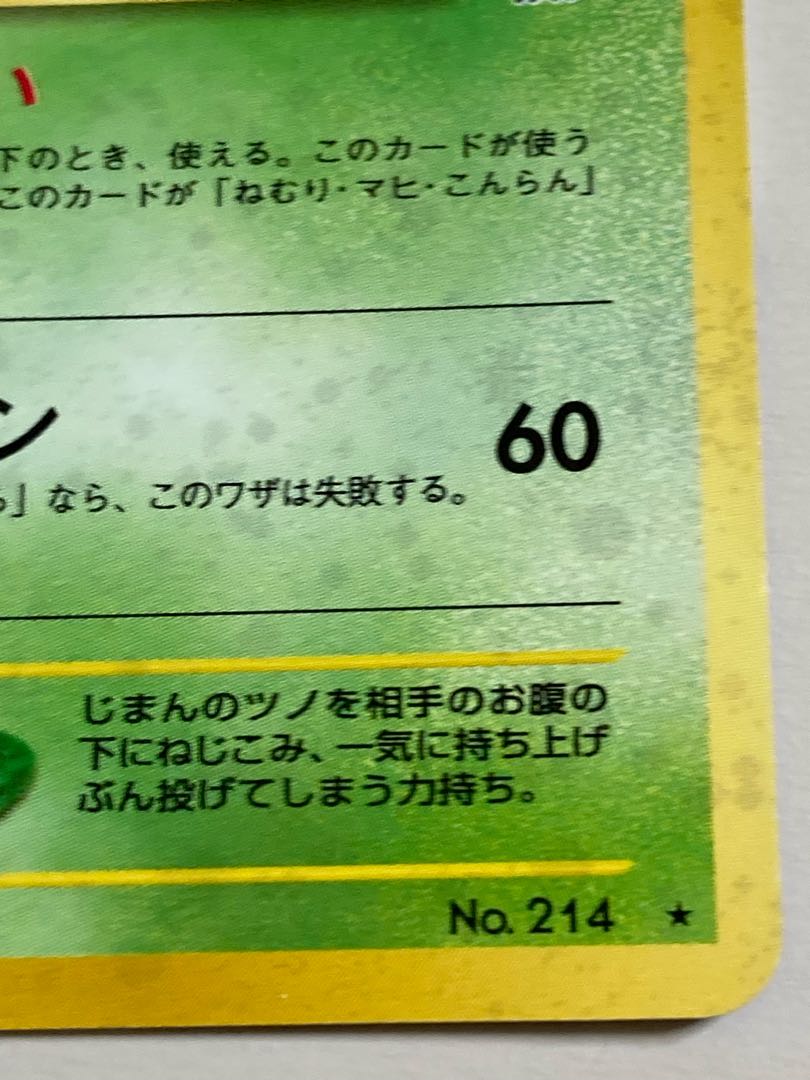 い
下のとき、使える。このカードが使う
このカードが「ねむり・マヒ・こんらん」
ン 60
」なら、このワザは失敗する。
じまんのツノを相手のお腹の
下にねじこみ、一気に持ち上げ
ぶん投げてしまう力持ち。
No. 214 ★